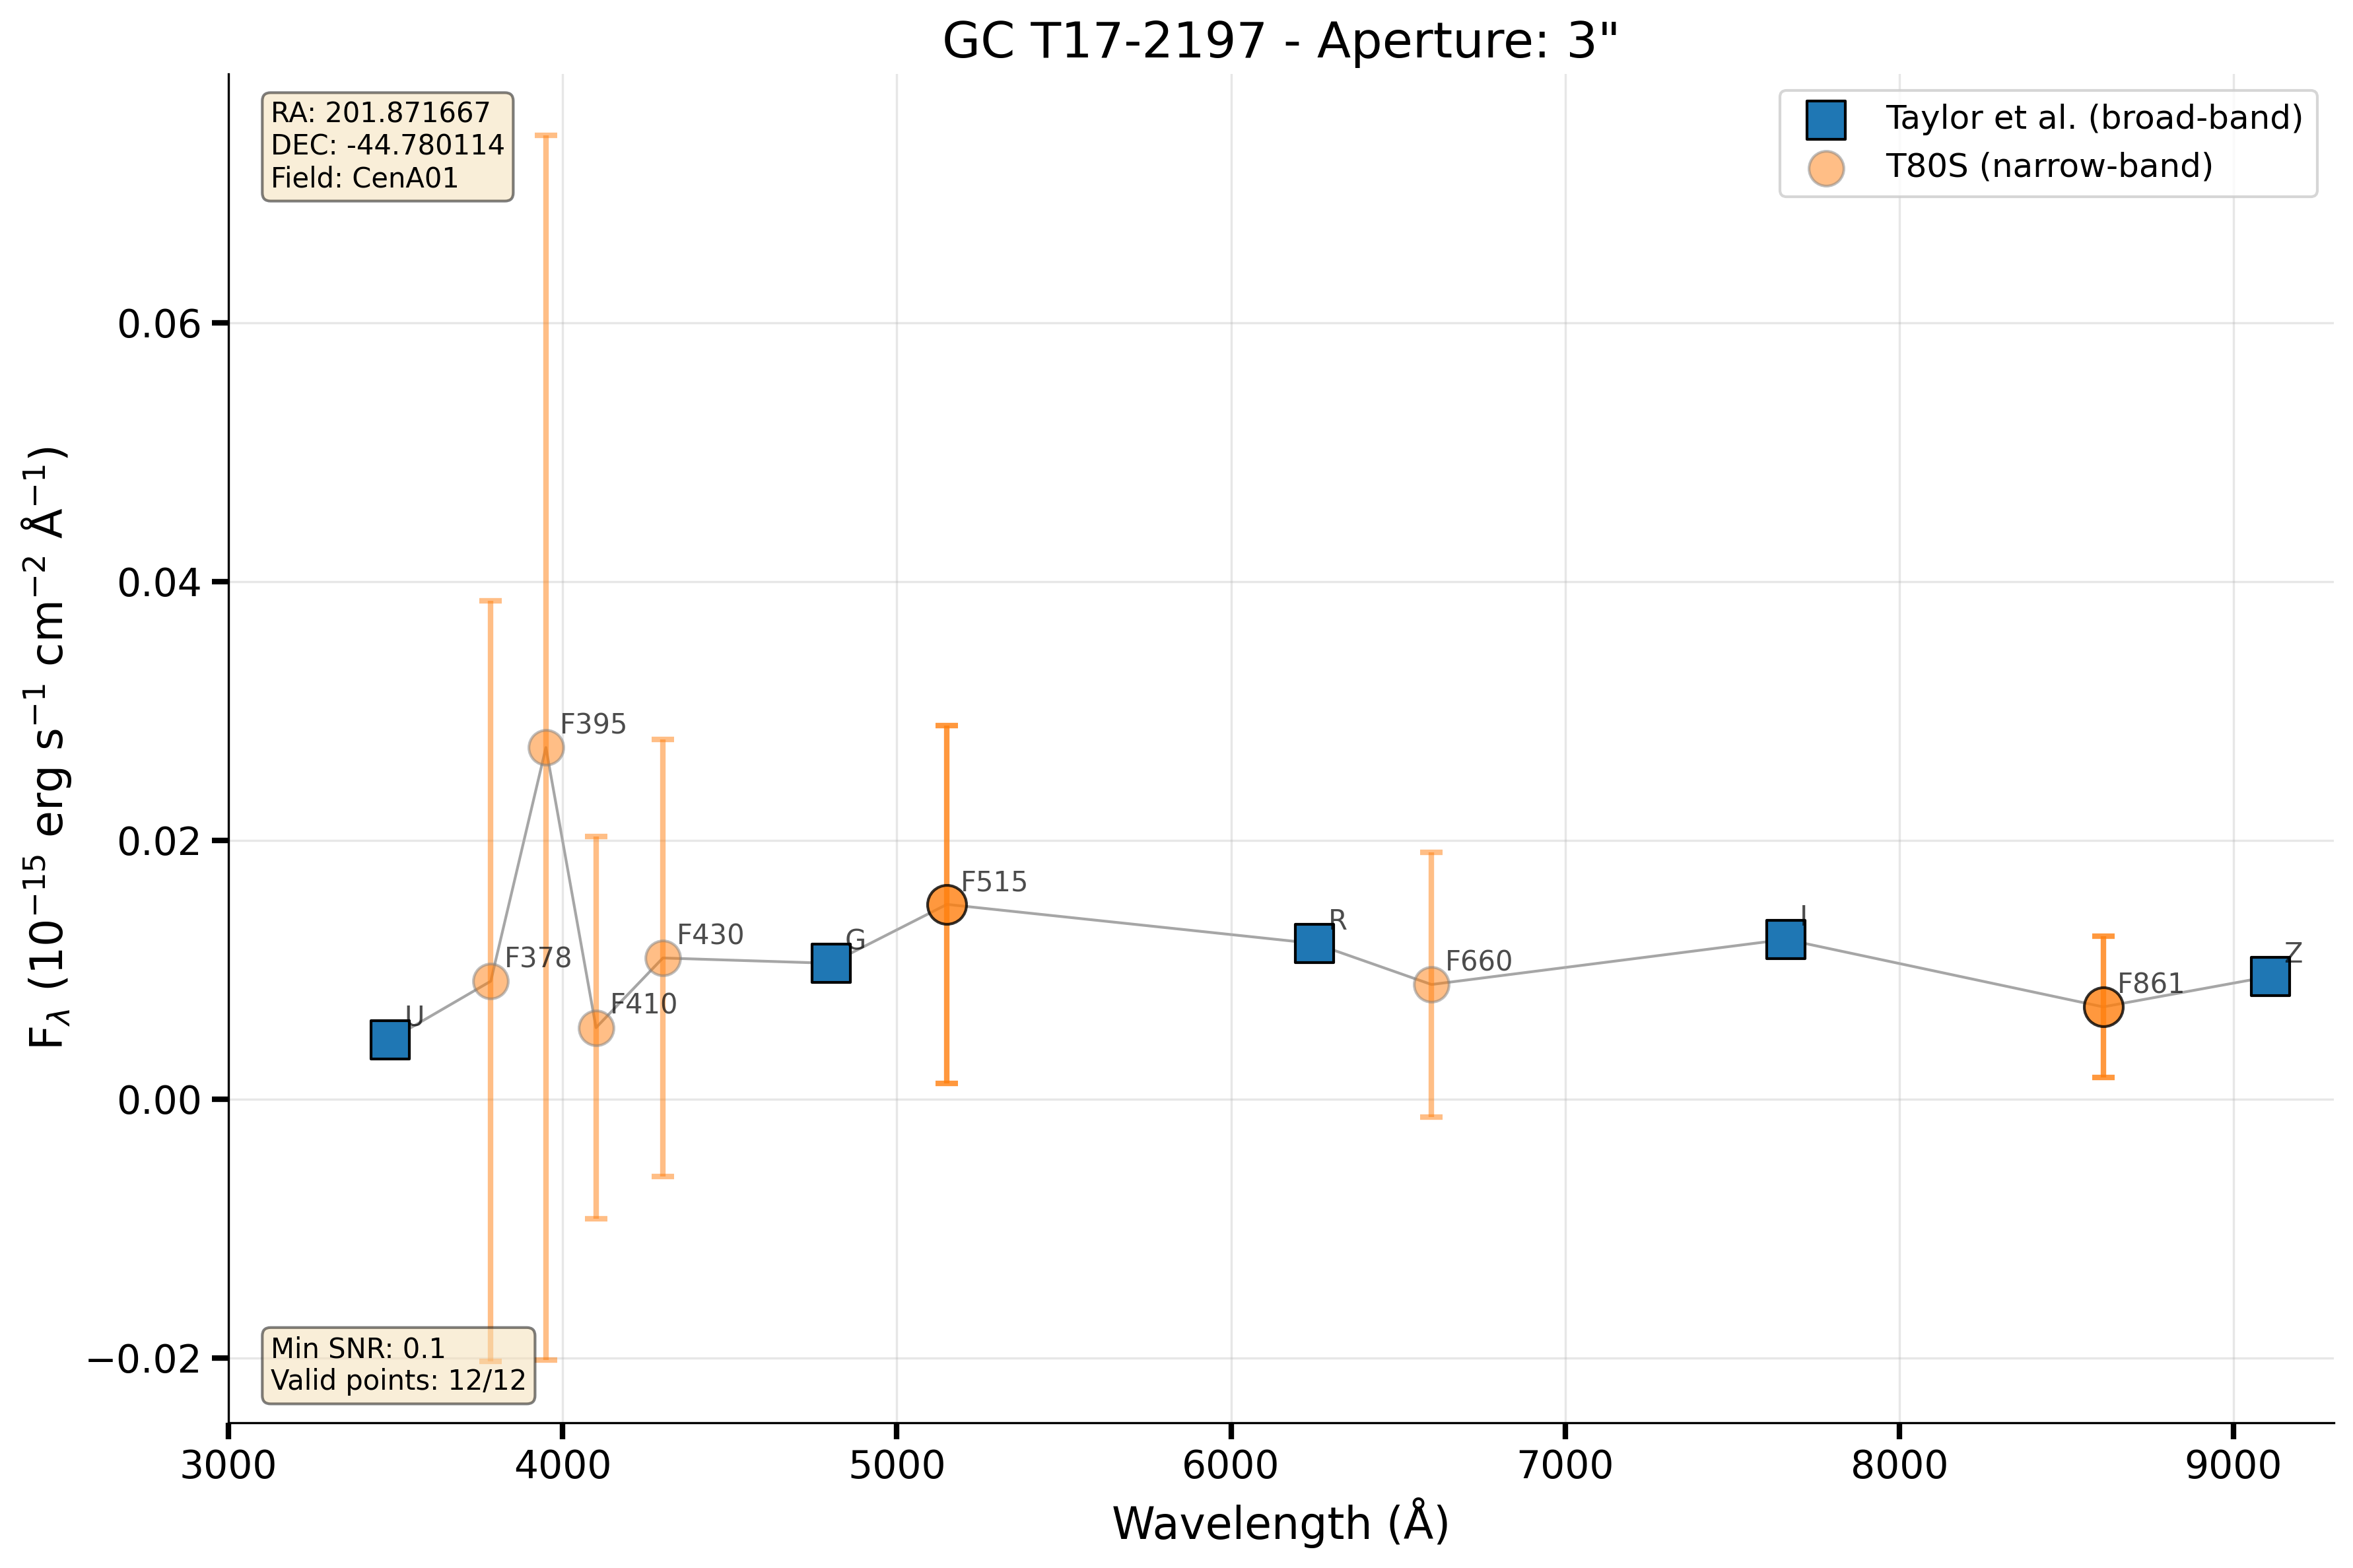 GC T17-2197 - Aperture: 3"
RA: 201.871667
DEC: -44.780114
Field: CenA01
Taylor et al. (broad-band)
T80S (narrow-band)
0.06
0.04
0.02
0.00
−0.02
F$_{λ}$ (10$^{−15}$ erg s$^{−1}$ cm$^{−2}$ Å$^{−1}$)
U
F378
F395
F410
F430
G
F515
R
F660
I
F861
Z
Min SNR: 0.1
Valid points: 12/12
3000
4000
5000
6000
7000
8000
9000
Wavelength (Å)